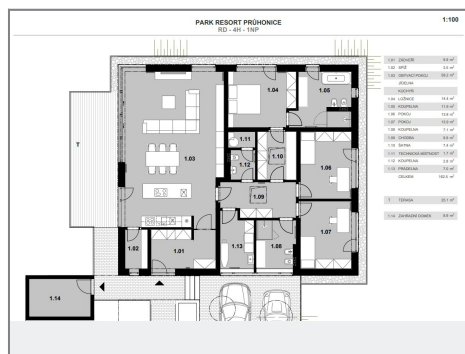 PARK RESORT PRŮHONICE
RD - 4H - 1NP
1:100
1.04
1.05
1.11
1.03
1.12
1.10
1.06
1.09
1.02
1.01
1.13
1.08
1.07
T
1.14
1.01 ZÁDVEŘÍ
1.02 SPÍŽ
1.03 OBÝVACÍ POKOJ
JÍDELNA
KUCHYŇ
1.04 LOŽNICE
1.05 KOUPELNA
1.06 POKOJ
1.07 POKOJ
1.08 KOUPELNA
1.09 CHODBA
1.10 ŠATNA
1.11 TECHNICKÁ MÍSTNOST
1.12 KOUPELNA
1.13 PRÁDELNA
CELKEM
T TERASA
1.14 ZAHRADNÍ DOMEK